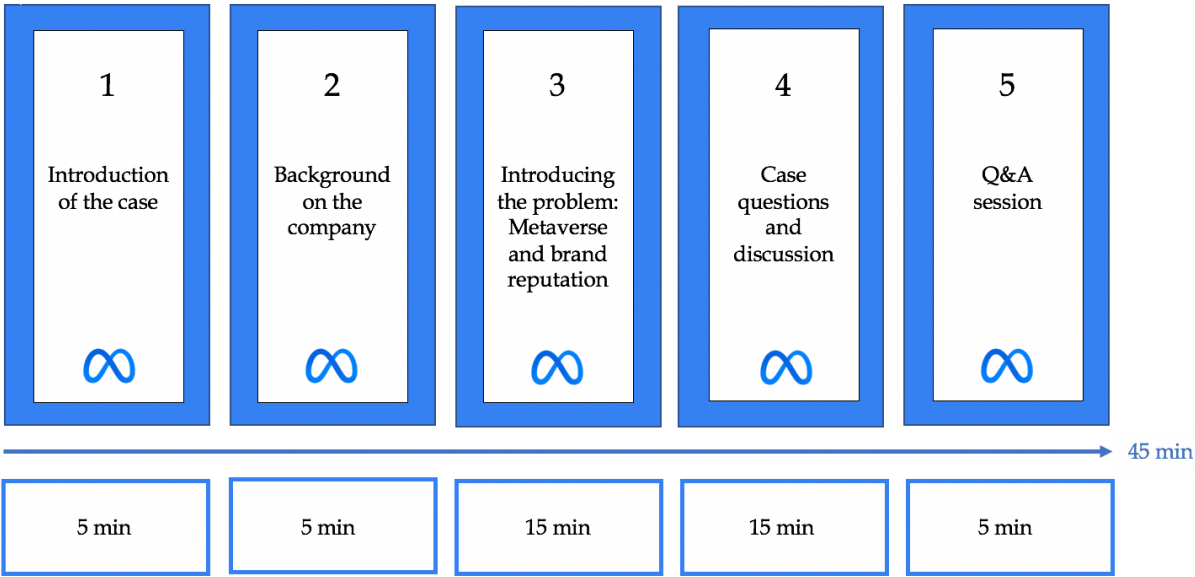 1
Introduction
of the case
2
Background
on the
company
3
Introducing
the problem:
Metaverse
and brand
reputation
4
Case
questions
and
discussion
5
Q&A
session
45 min
5 min
5 min
15 min
15 min
5 min